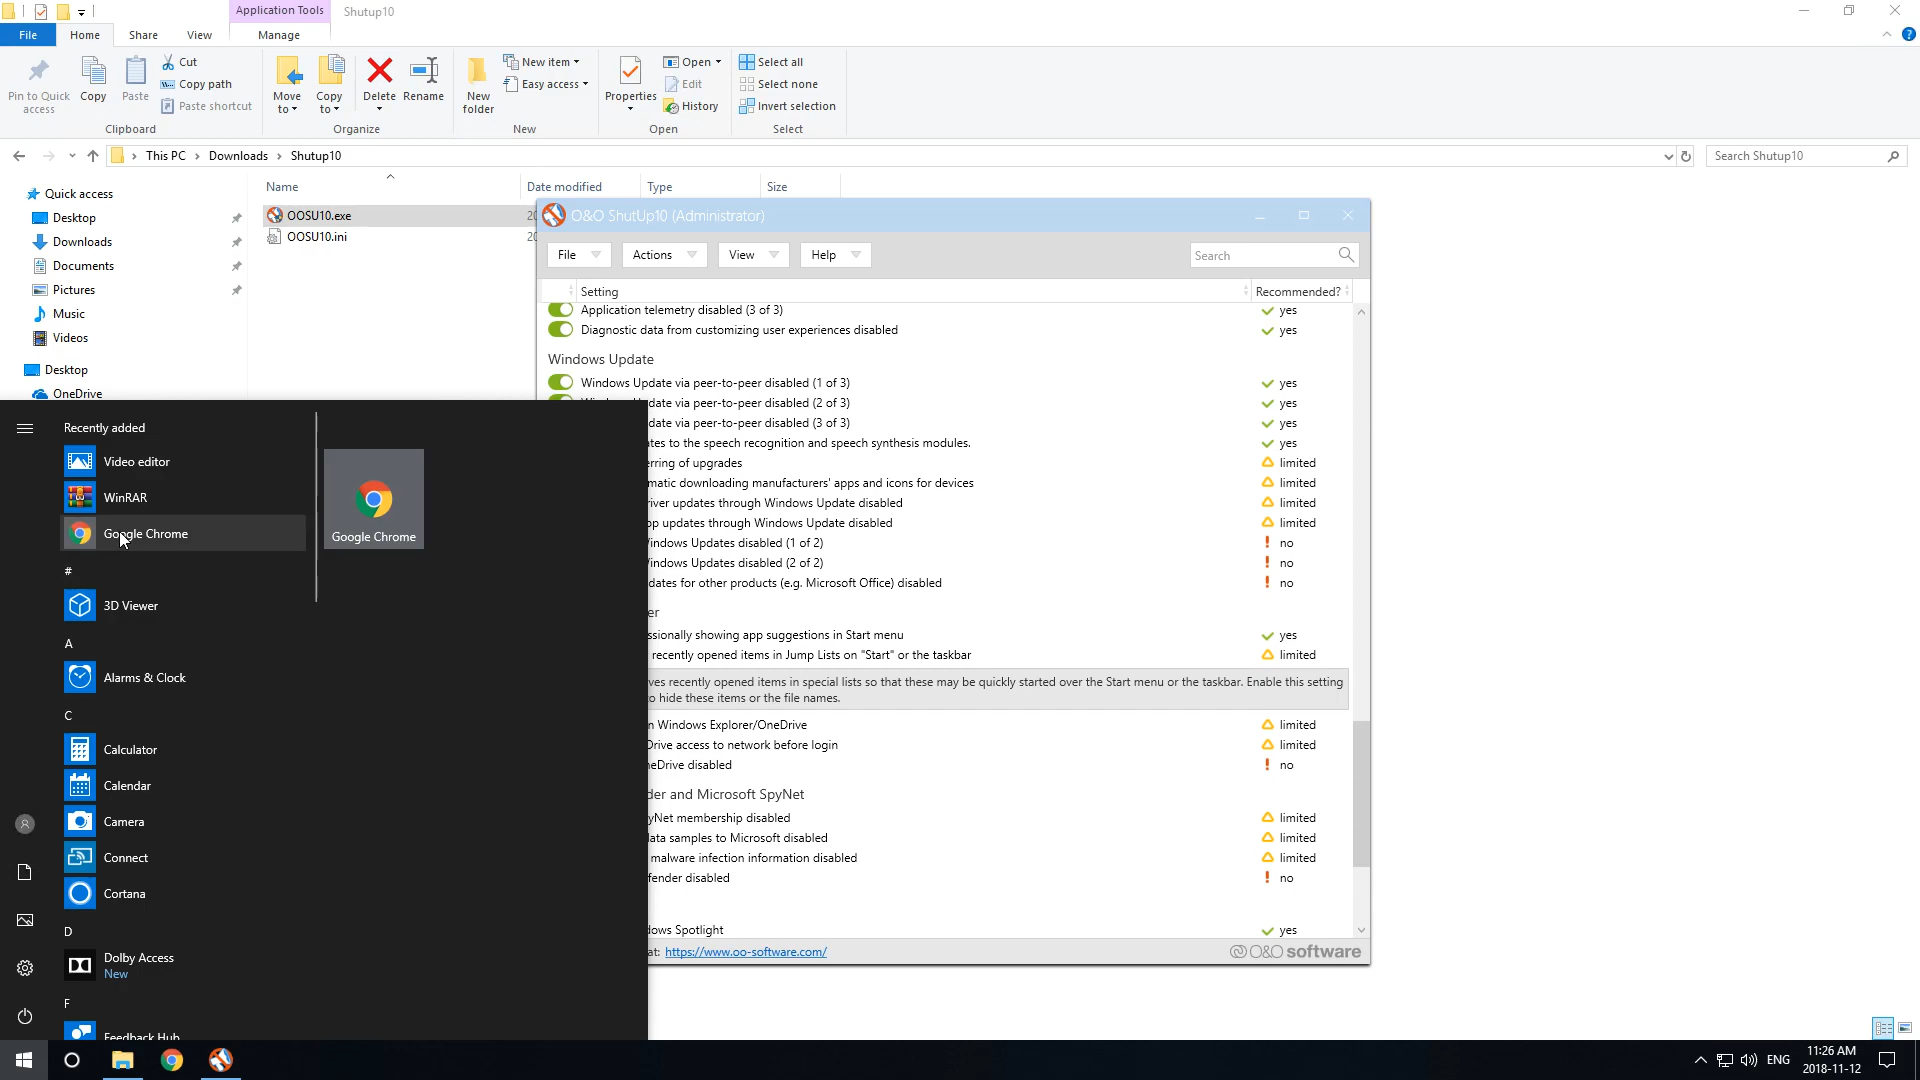 Application Tools
Shutup10
File
Home
Share
View
Manage
Pin to Quick access
Copy
Paste
Cut
Copy path
Paste shortcut
Clipboard
Move to
Copy to
Delete
Rename
Organize
New folder
New item
Easy access
New
Properties
Open
Edit
History
Open
Select all
Select none
Invert selection
Select
This PC
Downloads
Shutup10
Search Shutup10
Quick access
Desktop
Downloads
Documents
Pictures
Music
Videos
Desktop
OneDrive
Name
Date modified
Type
Size
OOSU10.exe
20
OOSU10.ini
20
O&O ShutUp10 (Administrator)
File
Actions
View
Help
Search
Setting
Recommended?
Application telemetry disabled (3 of 3)
yes
Diagnostic data from customizing user experiences disabled
yes
Windows Update
Windows Update via peer-to-peer disabled (1 of 3)
yes
date via peer-to-peer disabled (2 of 3)
yes
date via peer-to-peer disabled (3 of 3)
yes
ates to the speech recognition and speech synthesis modules.
yes
erring of upgrades
limited
matic downloading manufacturers' apps and icons for devices
limited
iver updates through Windows Update disabled
limited
pp updates through Windows Update disabled
limited
Windows Updates disabled (1 of 2)
no
Windows Updates disabled (2 of 2)
no
dates for other products (e.g. Microsoft Office) disabled
no
er
ssionally showing app suggestions in Start menu
yes
recently opened items in Jump Lists on "Start" or the taskbar
limited
ves recently opened items in special lists so that these may be quickly started over the Start menu or the taskbar. Enable this setting
o hide these items or the file names.
n Windows Explorer/OneDrive
limited
Drive access to network before login
limited
neDrive disabled
no
der and Microsoft SpyNet
yNet membership disabled
limited
data samples to Microsoft disabled
limited
malware infection information disabled
limited
fender disabled
no
dows Spotlight
yes
at: https://www.oo-software.com/
O&O software
Recently added
Video editor
WinRAR
Google Chrome
#
3D Viewer
A
Alarms & Clock
C
Calculator
Calendar
Camera
Connect
Cortana
D
Dolby Access
New
F
Feedback Hub
Google Chrome
ENG
11:26 AM
2018-11-12